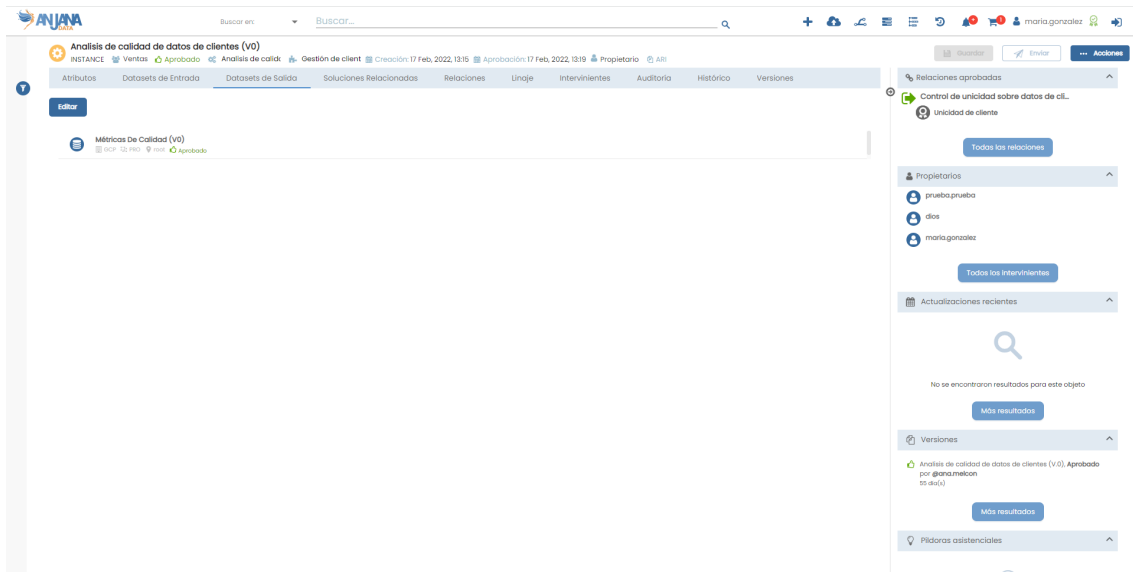 ANJANA
DATA
Buscar en:
Buscar...
maria.gonzalez
Analisis de calidad de datos de clientes (V0)
INSTANCE Ventas Aprobado Analisis de calid Gestión de client Creación: 17 Feb, 2022, 13:15 Aprobación: 17 Feb, 2022, 13:19 Propietario ARI
Guardar Enviar ... Acciones
Atributos Datasets de Entrada Datasets de Salida Soluciones Relacionadas Relaciones Linaje Intervinientes Auditoría Histórico Versiones
Editar
Métricas De Calidad (V0)
GCP PRO root Aprobado
Relaciones aprobadas
Control de unicidad sobre datos de cli...
Unicidad de cliente
Todas las relaciones
Propietarios
prueba.prueba
dios
maria.gonzalez
Todos los intervinientes
Actualizaciones recientes
No se encontraron resultados para este objeto
Más resultados
Versiones
Analisis de calidad de datos de clientes (V.0), Aprobado
por @ana.melcon
55 día(s)
Más resultados
Píldoras asistenciales